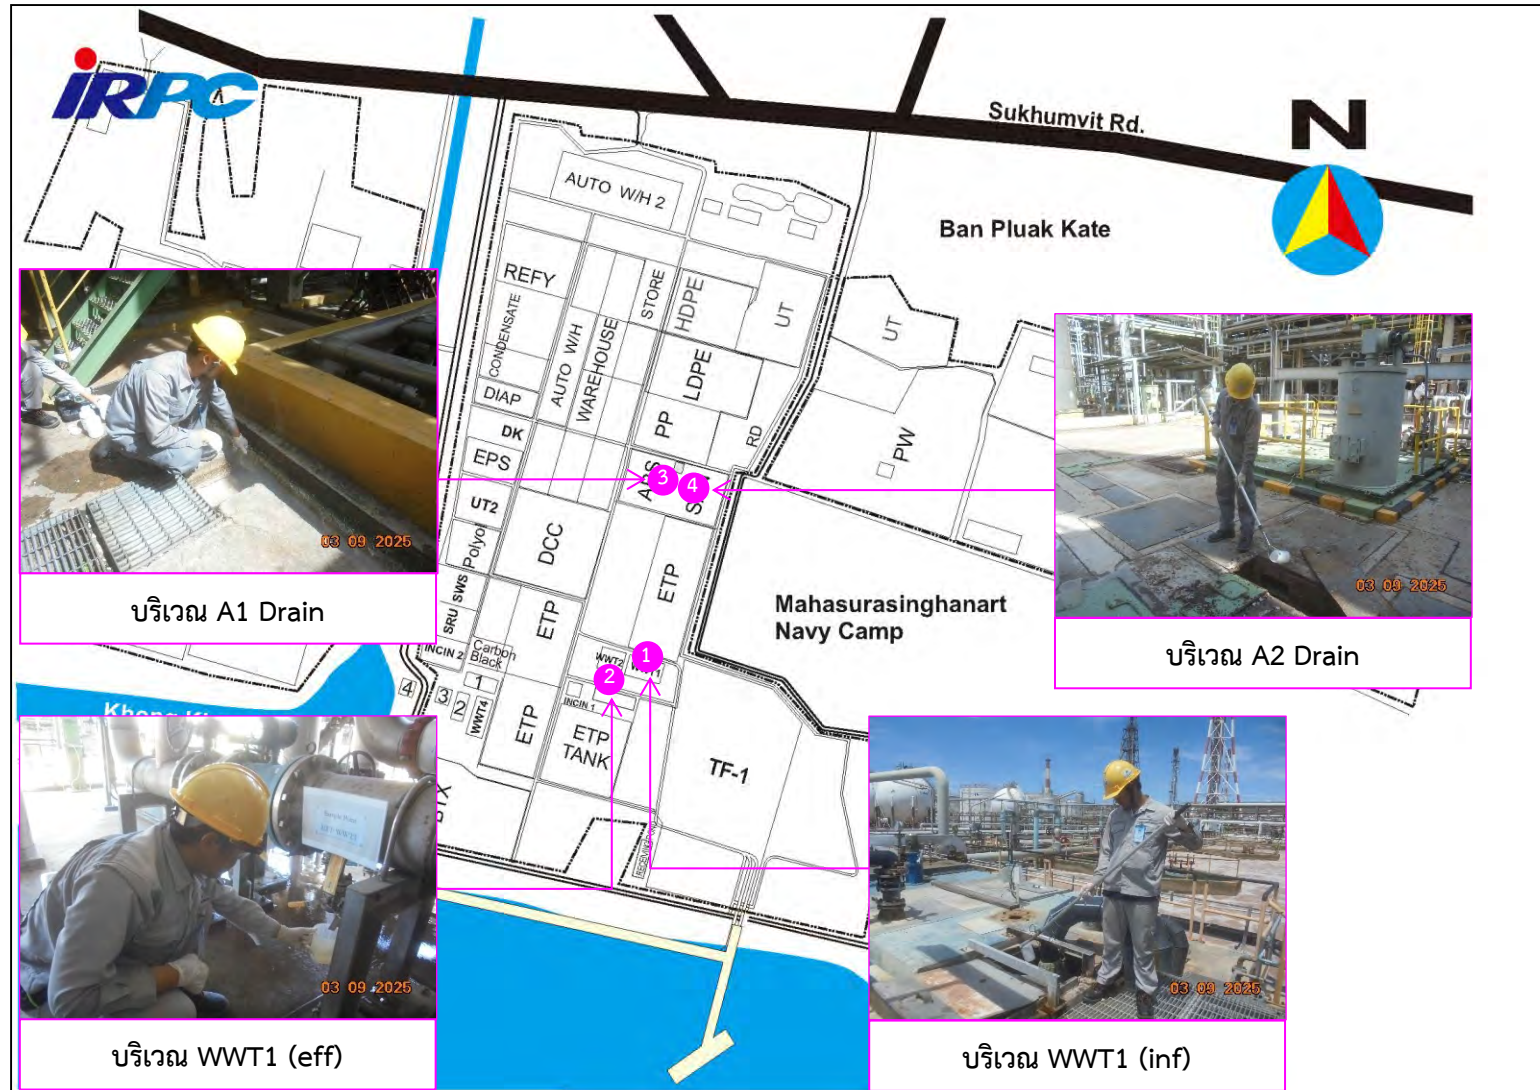 iRPC
Sukhumvit Rd.
N
Ban Pluak Kate
AUTO W/H 2
REFY
CONDENSATE
DIAP
DK
EPS
UT2
Polyol
SWS
SRU
INCIN 2
Carbon
Black
AUTO W/H
WAREHOUSE
STORE
HDPE
LDPE
PP
RD
UT
UT
PW
3
4
DCC
ETP
ETP
ETP
Mahasurasinghanart
Navy Camp
WWT2
1
2
1
4
3
2
WWT4
INCIN 1
ETP
TANK
TF-1
03 09 2025
บริเวณ A1 Drain
03 09 2025
บริเวณ A2 Drain
03 09 2025
บริเวณ WWT1 (eff)
03 09 2025
บริเวณ WWT1 (inf)